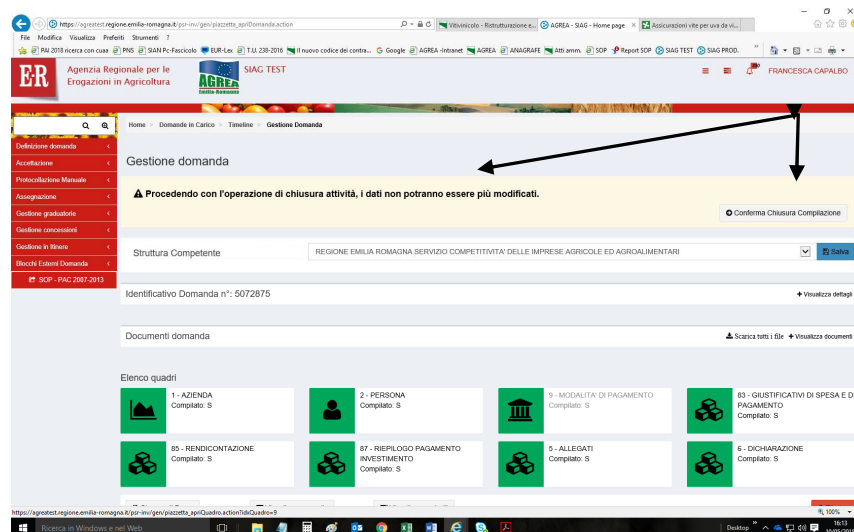 https://agreatest.regione.emilia-romagna.it/psr-inv/gen/piazzetta_apriDomanda.action
Vitivinicolo - Ristrutturazione e...
AGREA - SIAG - Home page
Assicurazioni vite per uva da vi...
File Modifica Visualizza Preferiti Strumenti ?
PAI 2018 ricerca con cuaa
PNS
SIAN Pc-Fascicolo
EUR-Lex
T.U. 238-2016
Il nuovo codice dei contra...
Google
AGREA -Intranet
AGREA
ANAGRAFE
Atti amm.
SOP
Report SOP
SIAG TEST
SIAG PROD.
E·R
Agenzia Regionale per le
Erogazioni in Agricoltura
AGREA
Emilia-Romagna
SIAG TEST
FRANCESCA CAPALBO
Home > Domande in Carico > Timeline > Gestione Domanda
Definizione domanda
Accettazione
Protocollazione Manuale
Assegnazione
Gestione graduatorie
Gestione concessioni
Gestione in Itinere
Blocchi Esterni Domanda
SOP - PAC 2007-2013
Gestione domanda
Procedendo con l'operazione di chiusura attività, i dati non potranno essere più modificati.
Conferma Chiusura Compilazione
Struttura Competente
REGIONE EMILIA ROMAGNA SERVIZIO COMPETITIVITA' DELLE IMPRESE AGRICOLE ED AGROALIMENTARI
Salva
Identificativo Domanda n°: 5072875
+ Visualizza dettagli
Documenti domanda
Scarica tutti i file + Visualizza documenti
Elenco quadri
1 - AZIENDA
Compilato: S
2 - PERSONA
Compilato: S
9 - MODALITA' DI PAGAMENTO
Compilato: S
83 - GIUSTIFICATIVI DI SPESA E DI
PAGAMENTO
Compilato: S
85 - RENDICONTAZIONE
Compilato: S
87 - RIEPILOGO PAGAMENTO
INVESTIMENTO
Compilato: S
5 - ALLEGATI
Compilato: S
6 - DICHIARAZIONE
Compilato: S
https://agreatest.regione.emilia-romagna.it/psr-inv/gen/piazzetta_apriQuadro.action?idxQuadro=9
100%
Ricerca in Windows e nel Web
Desktop
16:13
10/05/2018